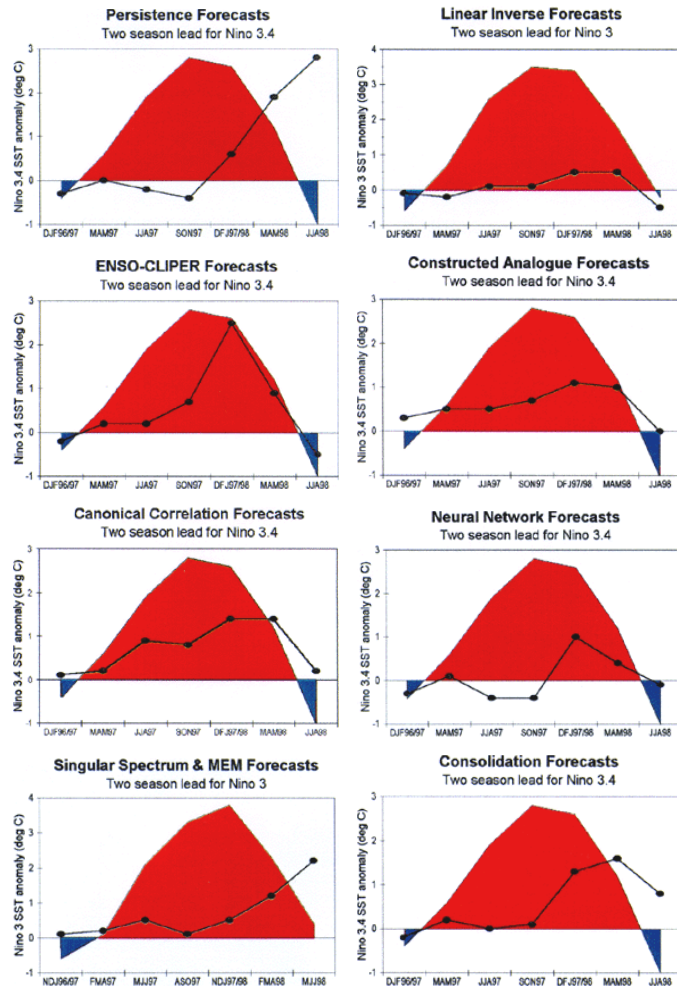 Persistence Forecasts
Two season lead for Nino 3.4
Nino 3.4 SST anomaly (deg C)
3
2
1
0
-1
DJF96/97 MAM97 JJA97 SON97 DFJ97/98 MAM98 JJA98
Linear Inverse Forecasts
Two season lead for Nino 3
Nino 3 SST anomaly (deg C)
4
3
2
1
0
-1
DJF96/97 MAM97 JJA97 SON97 DFJ97/98 MAM98 JJA98
ENSO-CLIPER Forecasts
Two season lead for Nino 3.4
Nino 3.4 SST anomaly (deg C)
3
2
1
0
-1
DJF96/97 MAM97 JJA97 SON97 DFJ97/98 MAM98 JJA98
Constructed Analogue Forecasts
Two season lead for Nino 3.4
Nino 3.4 SST anomaly (deg C)
3
2
1
0
-1
DJF96/97 MAM97 JJA97 SON97 DFJ97/98 MAM98 JJA98
Canonical Correlation Forecasts
Two season lead for Nino 3.4
Nino 3.4 SST anomaly (deg C)
3
2
1
0
-1
DJF96/97 MAM97 JJA97 SON97 DFJ97/98 MAM98 JJA98
Neural Network Forecasts
Two season lead for Nino 3.4
Nino 3.4 SST anomaly (deg C)
3
2
1
0
-1
DJF96/97 MAM97 JJA97 SON97 DFJ97/98 MAM98 JJA98
Singular Spectrum & MEM Forecasts
Two season lead for Nino 3
Nino 3 SST anomaly (deg C)
4
3
2
1
0
-1
NDJ96/97 FMA97 MJJ97 ASO97 NDJ97/98 FMA98 MJJ98
Consolidation Forecasts
Two season lead for Nino 3.4
Nino 3.4 SST anomaly (deg C)
3
2
1
0
-1
DJF96/97 MAM97 JJA97 SON97 DFJ97/98 MAM98 JJA98